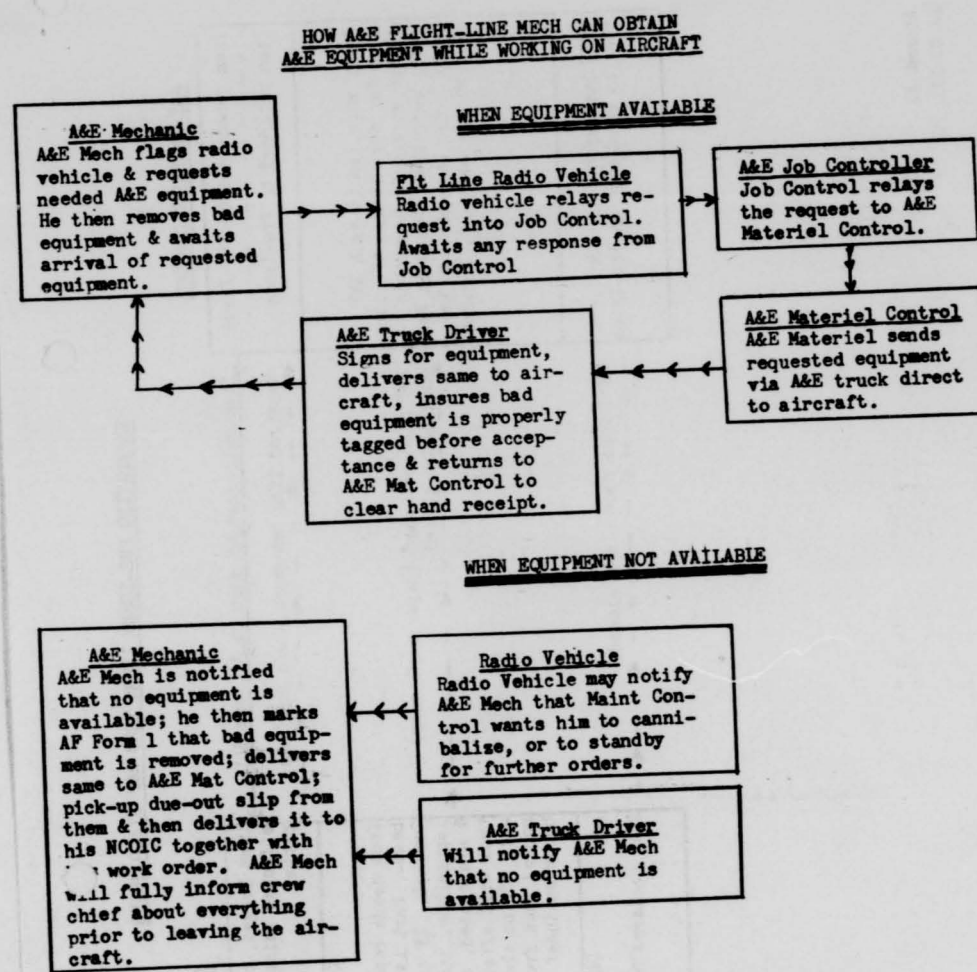 HOW A&E FLIGHT-LINE MECH CAN OBTAIN
A&E EQUIPMENT WHILE WORKING ON AIRCRAFT
WHEN EQUIPMENT AVAILABLE
A&E Mechanic
A&E Mech flags radio
vehicle & requests
needed A&E equipment.
He then removes bad
equipment & awaits
arrival of requested
equipment.
Flt Line Radio Vehicle
Radio vehicle relays re-
quest into Job Control.
Awaits any response from
Job Control
A&E Job Controller
Job Control relays
the request to A&E
Materiel Control.
A&E Materiel Control
A&E Materiel sends
requested equipment
via A&E truck direct
to aircraft.
A&E Truck Driver
Signs for equipment,
delivers same to air-
craft, insures bad
equipment is properly
tagged before accep-
tance & returns to
A&E Mat Control to
clear hand receipt.
WHEN EQUIPMENT NOT AVAILABLE
A&E Mechanic
A&E Mech is notified
that no equipment is
available; he then marks
AF Form 1 that bad equip-
ment is removed; delivers
same to A&E Mat Control;
pick-up due-out slip from
them & then delivers it to
his NCOIC together with
work order. A&E Mech
will fully inform crew
chief about everything
prior to leaving the air-
craft.
Radio Vehicle
Radio Vehicle may notify
A&E Mech that Maint Con-
trol wants him to canni-
balize, or to standby
for further orders.
A&E Truck Driver
Will notify A&E Mech
that no equipment is
available.